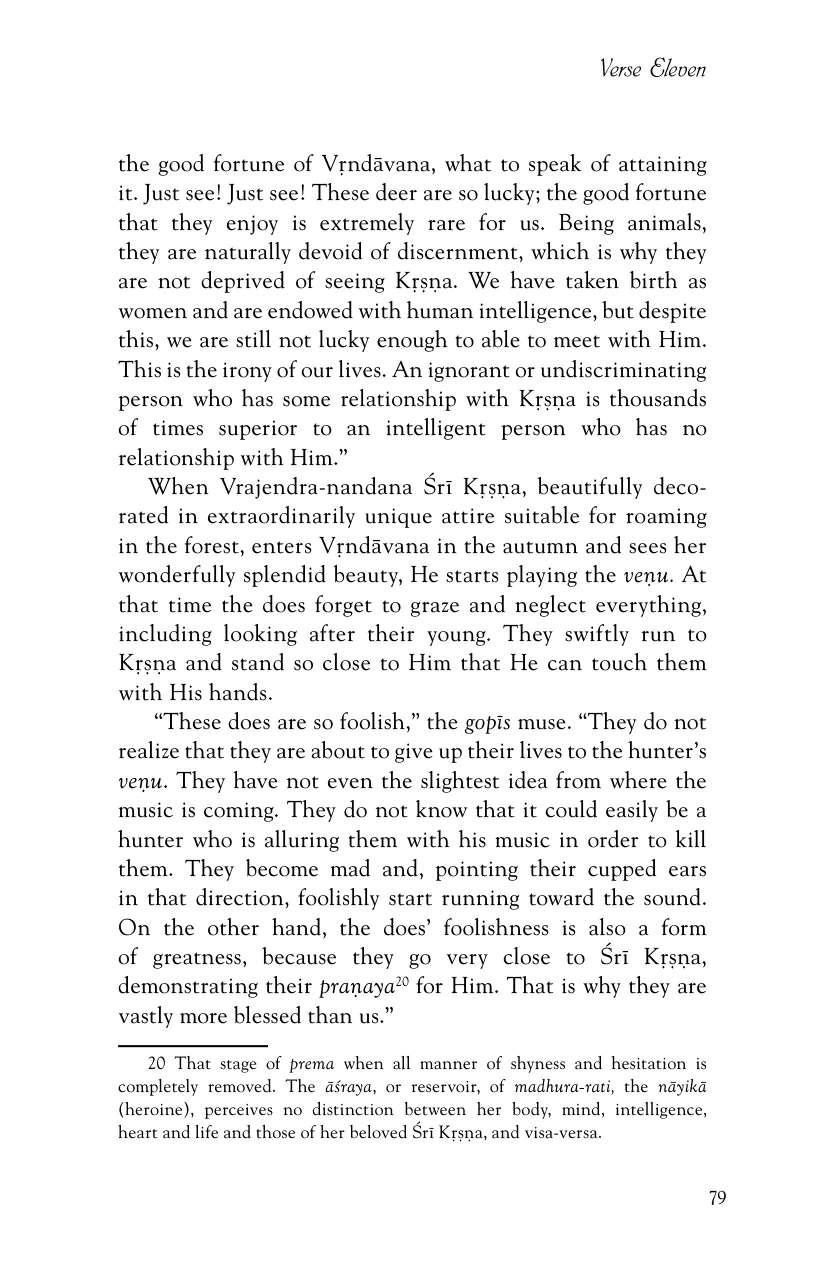 Verse Eleven
the good fortune of Vṛndāvana, what to speak of attaining
it. Just see! Just see! These deer are so lucky; the good fortune
that they enjoy is extremely rare for us. Being animals,
they are naturally devoid of discernment, which is why they
are not deprived of seeing Kṛṣṇa. We have taken birth as
women and are endowed with human intelligence, but despite
this, we are still not lucky enough to able to meet with Him.
This is the irony of our lives. An ignorant or undiscriminating
person who has some relationship with Kṛṣṇa is thousands
of times superior to an intelligent person who has no
relationship with Him.”
When Vrajendra-nandana Śrī Kṛṣṇa, beautifully deco-
rated in extraordinarily unique attire suitable for roaming
in the forest, enters Vṛndāvana in the autumn and sees her
wonderfully splendid beauty, He starts playing the veṇu. At
that time the does forget to graze and neglect everything,
including looking after their young. They swiftly run to
Kṛṣṇa and stand so close to Him that He can touch them
with His hands.
“These does are so foolish,” the gopīs muse. “They do not
realize that they are about to give up their lives to the hunter’s
veṇu. They have not even the slightest idea from where the
music is coming. They do not know that it could easily be a
hunter who is alluring them with his music in order to kill
them. They become mad and, pointing their cupped ears
in that direction, foolishly start running toward the sound.
On the other hand, the does’ foolishness is also a form
of greatness, because they go very close to Śrī Kṛṣṇa,
demonstrating their praṇaya20 for Him. That is why they are
vastly more blessed than us.”
20 That stage of prema when all manner of shyness and hesitation is
completely removed. The āśraya, or reservoir, of madhura-rati, the nāyikā
(heroine), perceives no distinction between her body, mind, intelligence,
heart and life and those of her beloved Śrī Kṛṣṇa, and visa-versa.
79